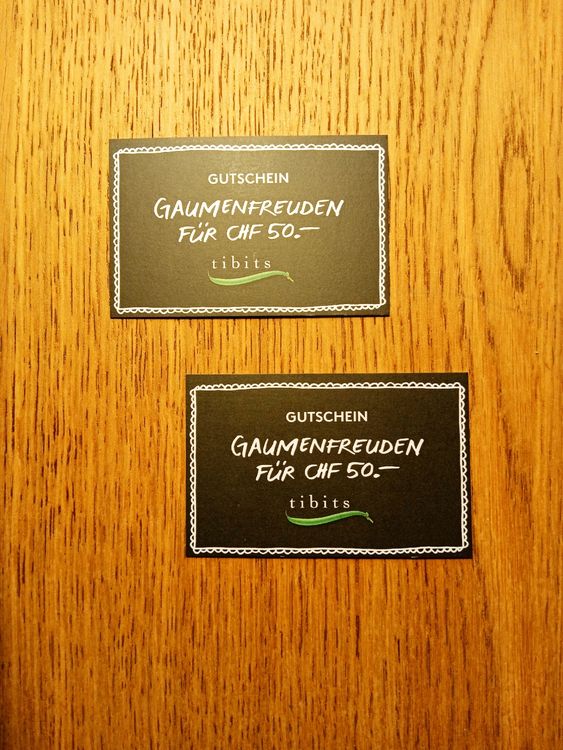 GUTSCHEIN
GAUMENFREUDEN
FÜR CHF 50.—
tibits
GUTSCHEIN
GAUMENFREUDEN
FÜR CHF 50.—
tibits